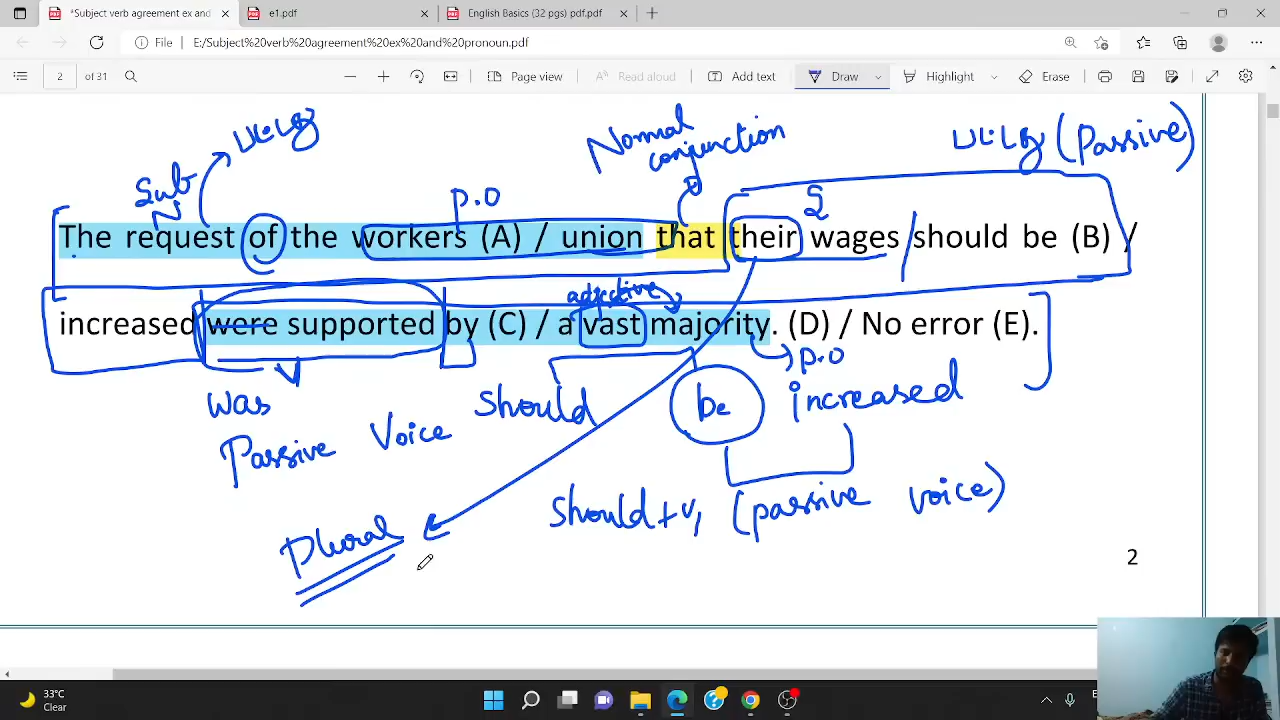 *Subject verb agreement ex and
e1.pdf
English Basics (32 pgs) pdf.pdf
File E:/Subject%20verb%20agreement%20ex%20and%20pronoun.pdf
2 of 31
Page view
Read aloud
Add text
Draw
Highlight
Erase
Normal
conjunction
(Passive)
Sub
N
P.O
The request of the workers (A) / union that their wages should be (B) /
adjective
increased were supported by (C) / a vast majority. (D) / No error (E).
V
P.O
was
Should be increased
Passive Voice
Should + V1 (passive voice)
Plural
2
33°C
Clear